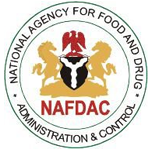 NATIONAL AGENCY FOR FOOD AND DRUG
NAFDAC
ADMINISTRATION & CONTROL